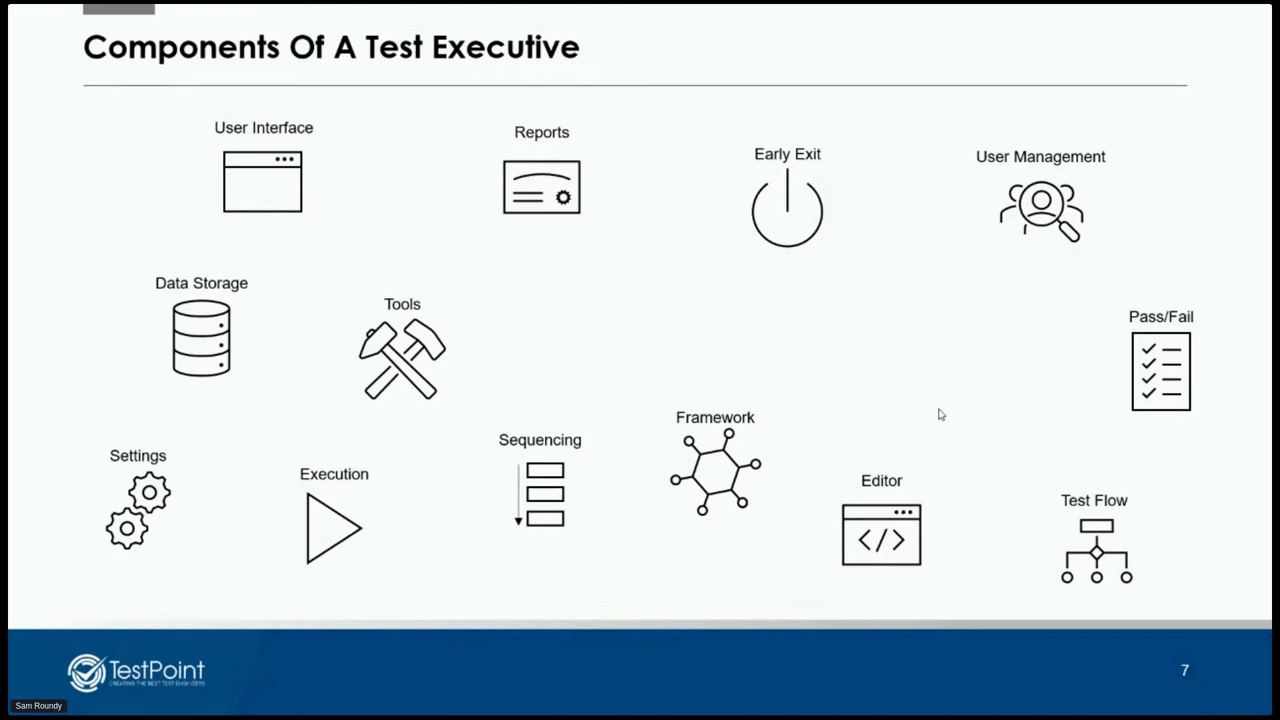 Components Of A Test Executive
User Interface
Reports
Early Exit
User Management
Data Storage
Tools
Pass/Fail
Framework
Sequencing
Settings
Execution
Editor
</>
Test Flow
TestPoint
CREATING THE BEST TEST ENGINEERS
7
Sam Roundy